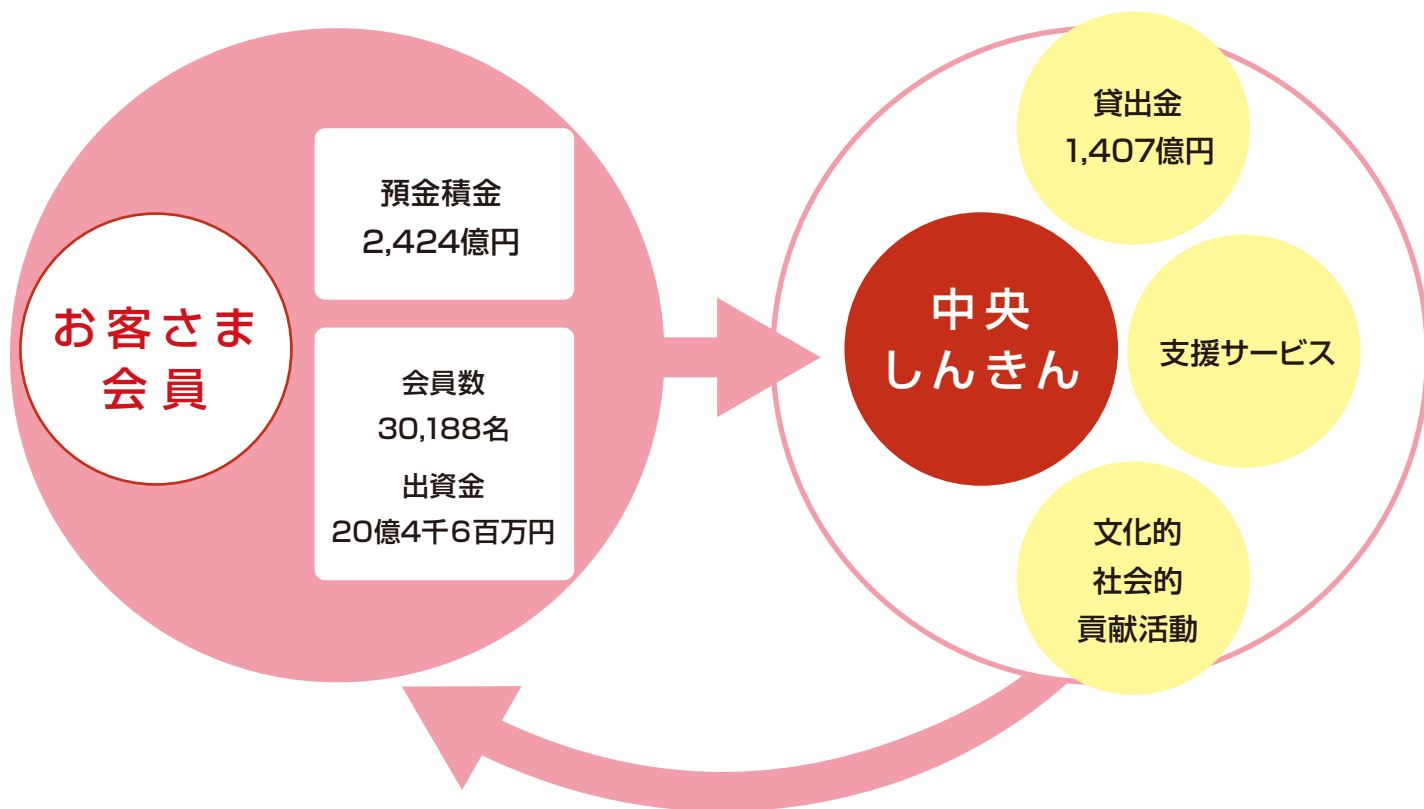 お客さま
会員
預金積金
2,424億円
会員数
30,188名
出資金
20億4千6百万円
中央
しんきん
貸出金
1,407億円
支援サービス
文化的
社会的
貢献活動